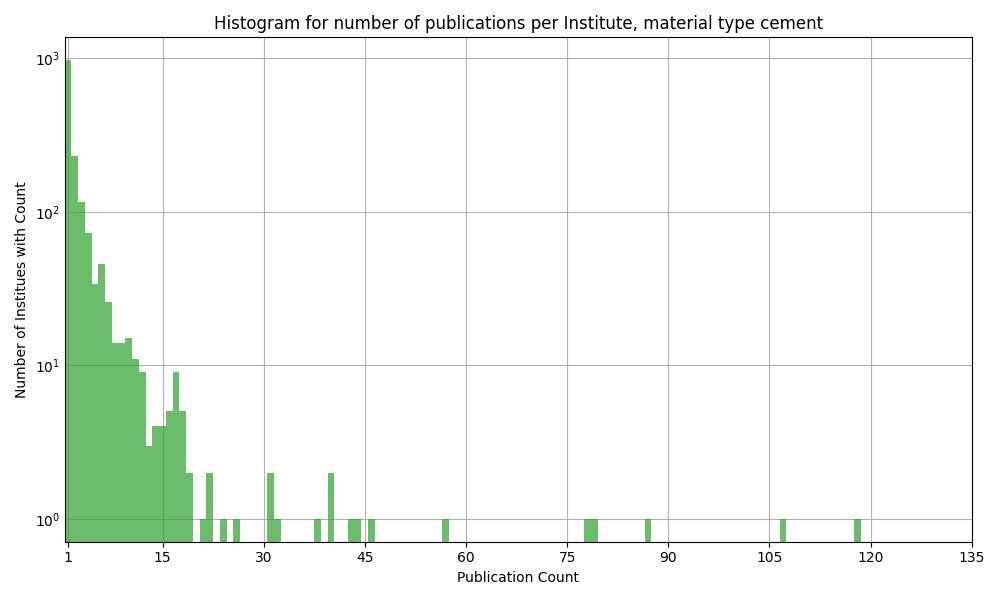 Histogram for number of publications per Institute, material type cement
Number of Institues with Count
10³
10²
10¹
10⁰
1 15 30 45 60 75 90 105 120 135
Publication Count